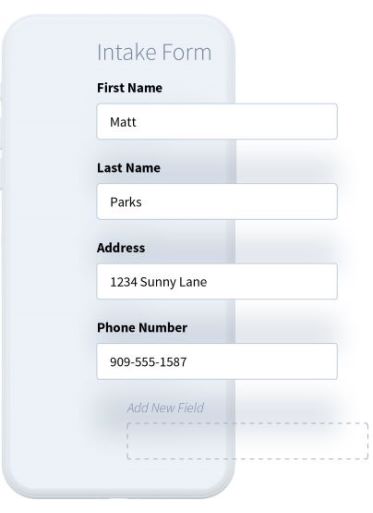 Intake Form
First Name
Matt
Last Name
Parks
Address
1234 Sunny Lane
Phone Number
909-555-1587
Add New Field